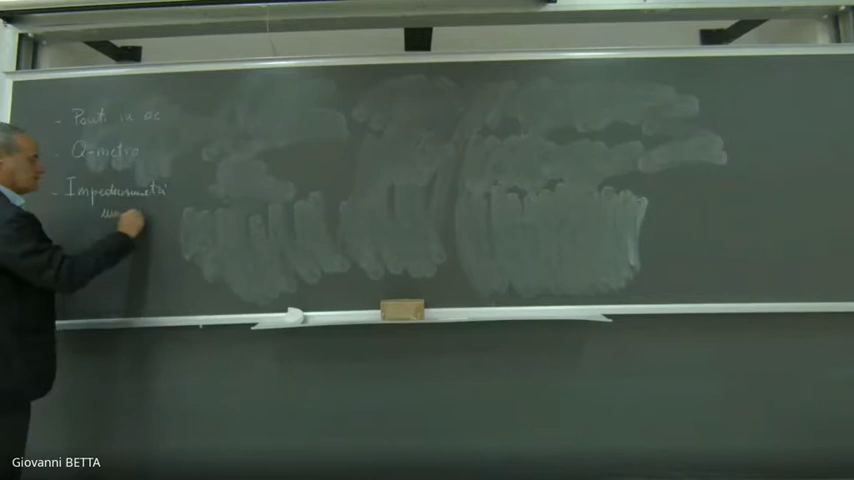 - Ponti in ac
- Q-metro
- Impedenzimetri
Giovanni BETTA